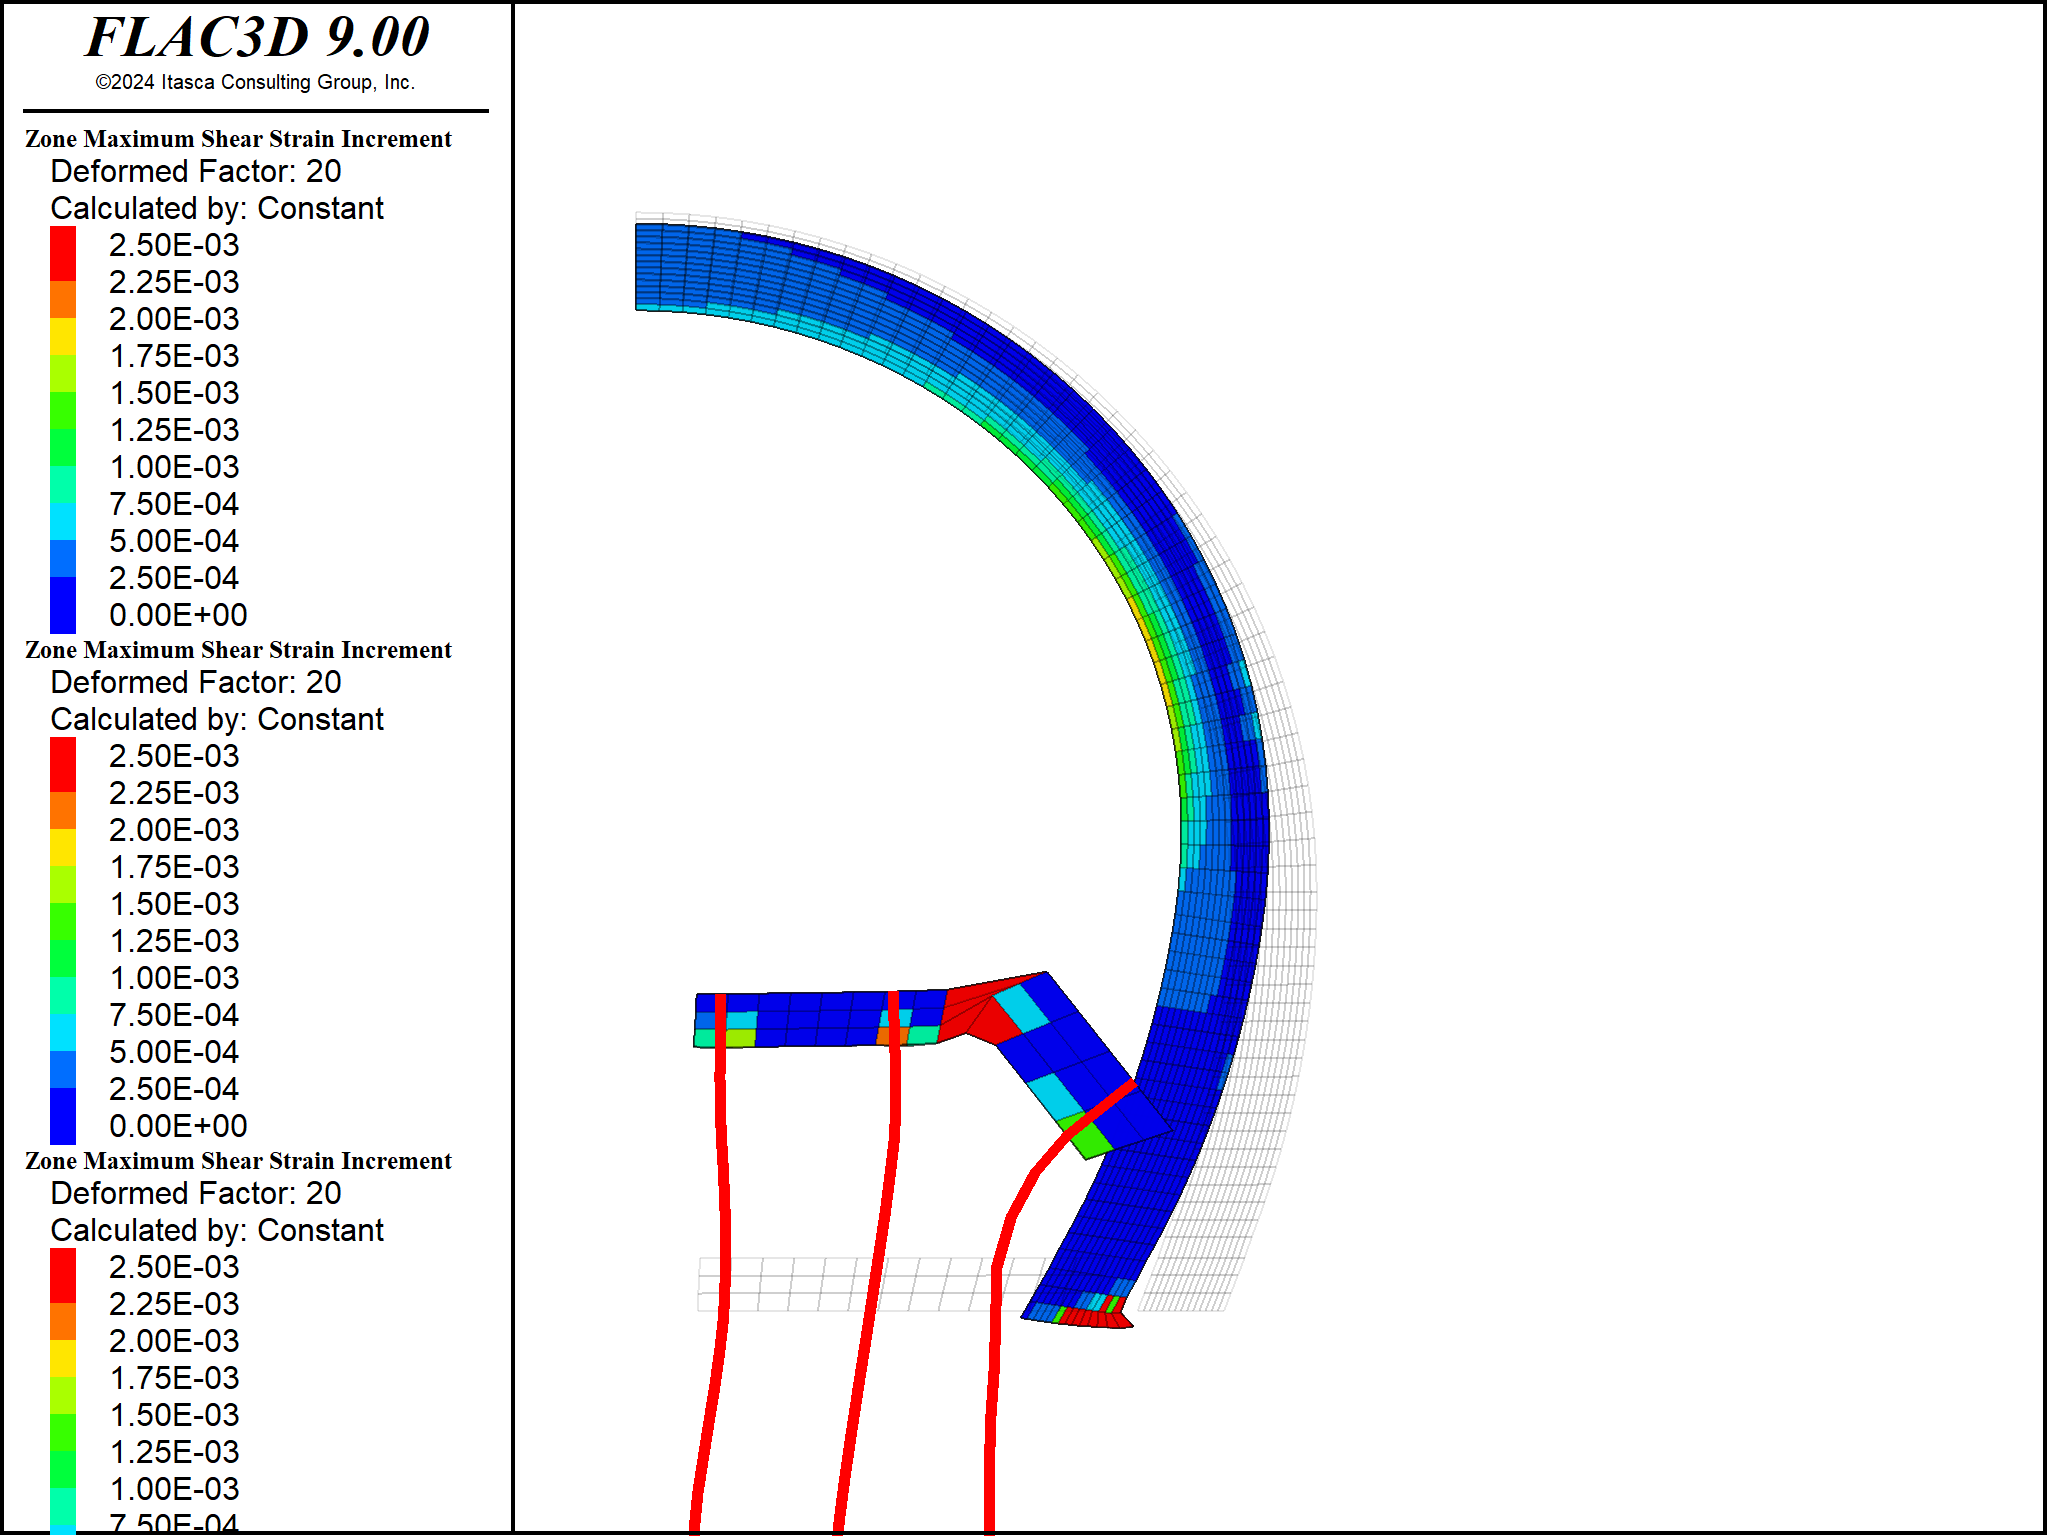 FLAC3D 9.00
©2024 Itasca Consulting Group, Inc.
Zone Maximum Shear Strain Increment
Deformed Factor: 20
Calculated by: Constant
2.50E-03
2.25E-03
2.00E-03
1.75E-03
1.50E-03
1.25E-03
1.00E-03
7.50E-04
5.00E-04
2.50E-04
0.00E+00
Zone Maximum Shear Strain Increment
Deformed Factor: 20
Calculated by: Constant
2.50E-03
2.25E-03
2.00E-03
1.75E-03
1.50E-03
1.25E-03
1.00E-03
7.50E-04
5.00E-04
2.50E-04
0.00E+00
Zone Maximum Shear Strain Increment
Deformed Factor: 20
Calculated by: Constant
2.50E-03
2.25E-03
2.00E-03
1.75E-03
1.50E-03
1.25E-03
1.00E-03
7.50E-04